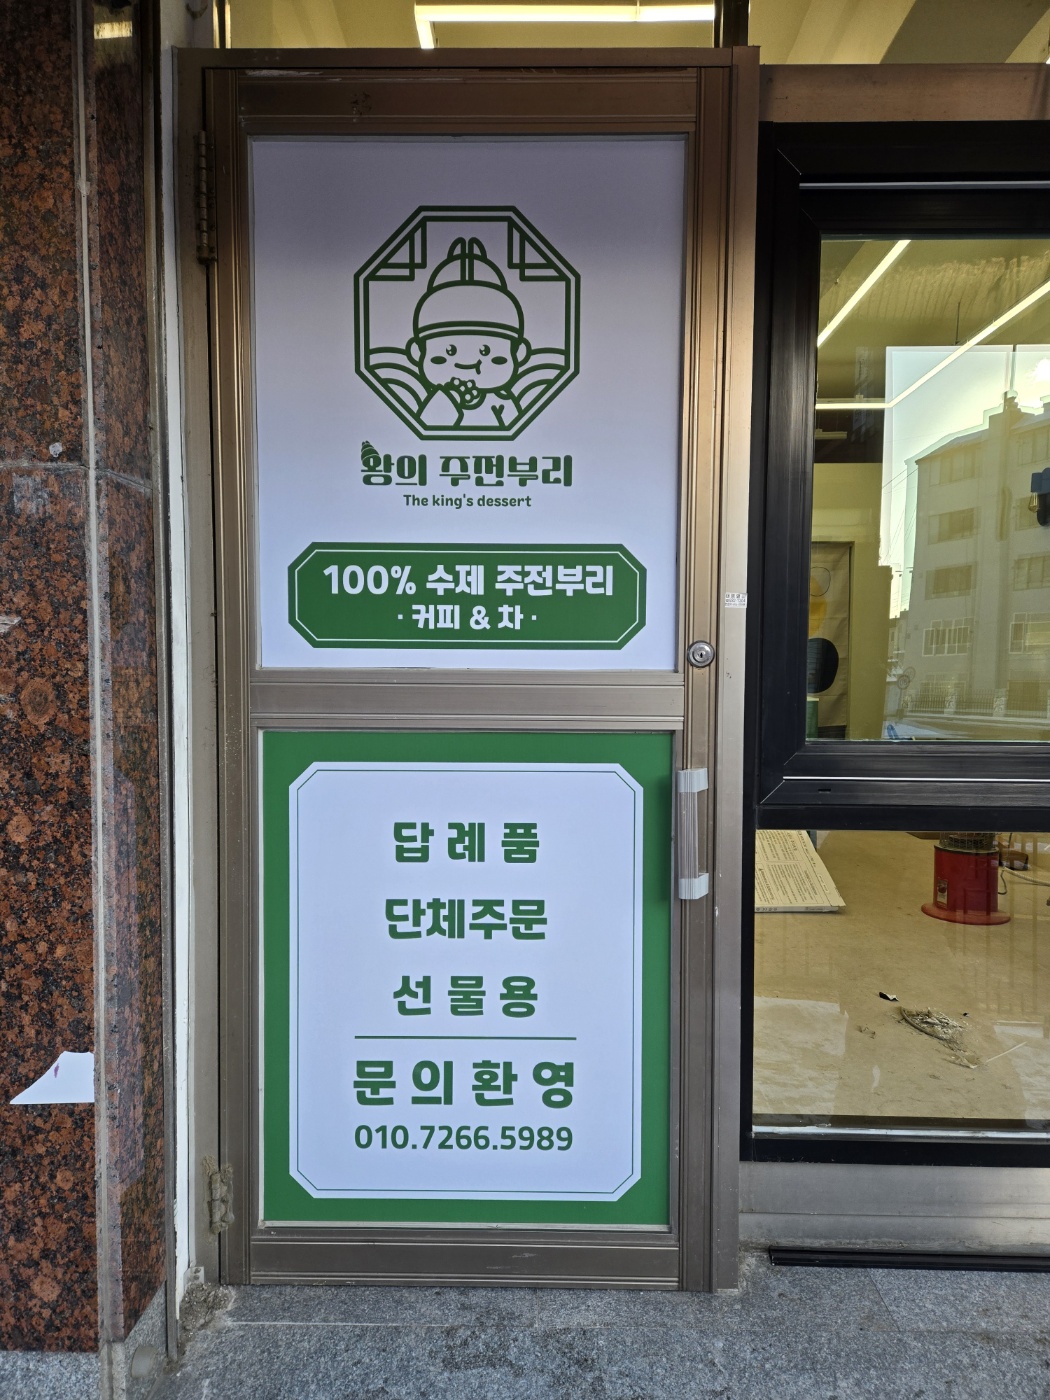 왕의 주전부리
The king's dessert
100% 수제 주전부리
· 커피 & 차 ·
답례품
단체주문
선물용
문의환영
010.7266.5989